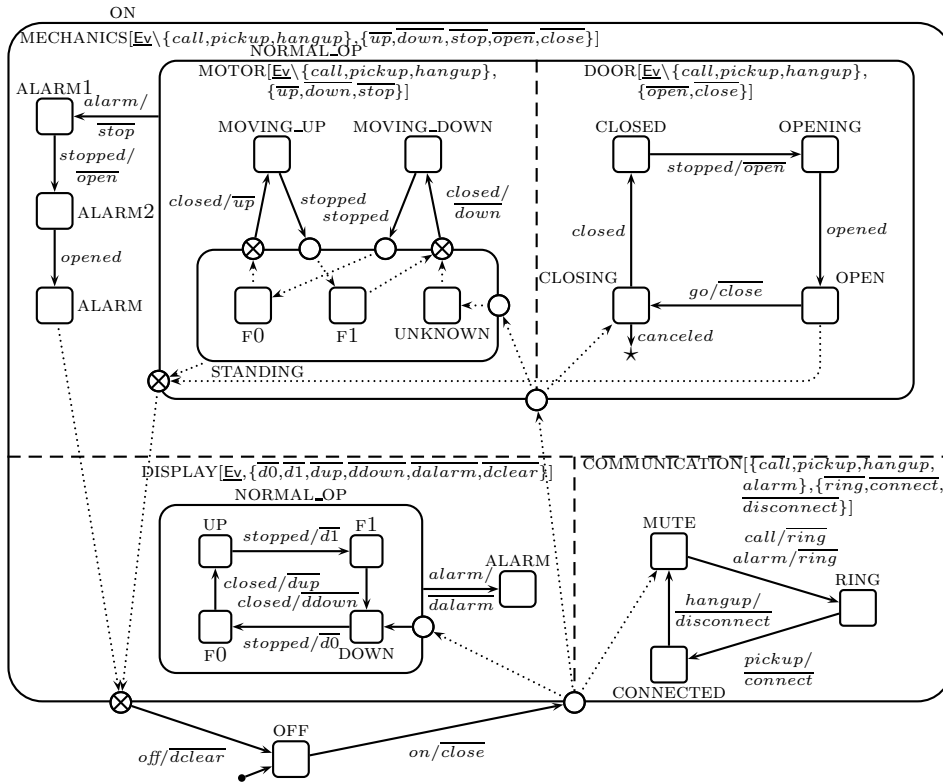 ON
MECHANICS[Ev\{call,pickup,hangup},{up,down,stop,open,close}]
NORMAL_OP
MOTOR[Ev\{call,pickup,hangup},
{up,down,stop}]
DOOR[Ev\{call,pickup,hangup},
{open,close}]
ALARM1
alarm/
stop
MOVING_UP
MOVING_DOWN
CLOSED
OPENING
stopped/
open
stopped/open
closed/up
stopped
stopped
closed/
down
ALARM2
closed
opened
opened
CLOSING
OPEN
go/close
ALARM
F0
F1
UNKNOWN
canceled
STANDING
DISPLAY[Ev,{d0,d1,dup,ddown,dalarm,dclear}]
COMMUNICATION[{call,pickup,hangup,
alarm},{ring,connect,
disconnect}]
NORMAL_OP
UP
stopped/d1
F1
MUTE
call/ring
alarm/ring
closed/dup
closed/ddown
alarm/
dalarm
ALARM
RING
hangup/
disconnect
stopped/d0
F0
DOWN
pickup/
connect
CONNECTED
OFF
off/dclear
on/close